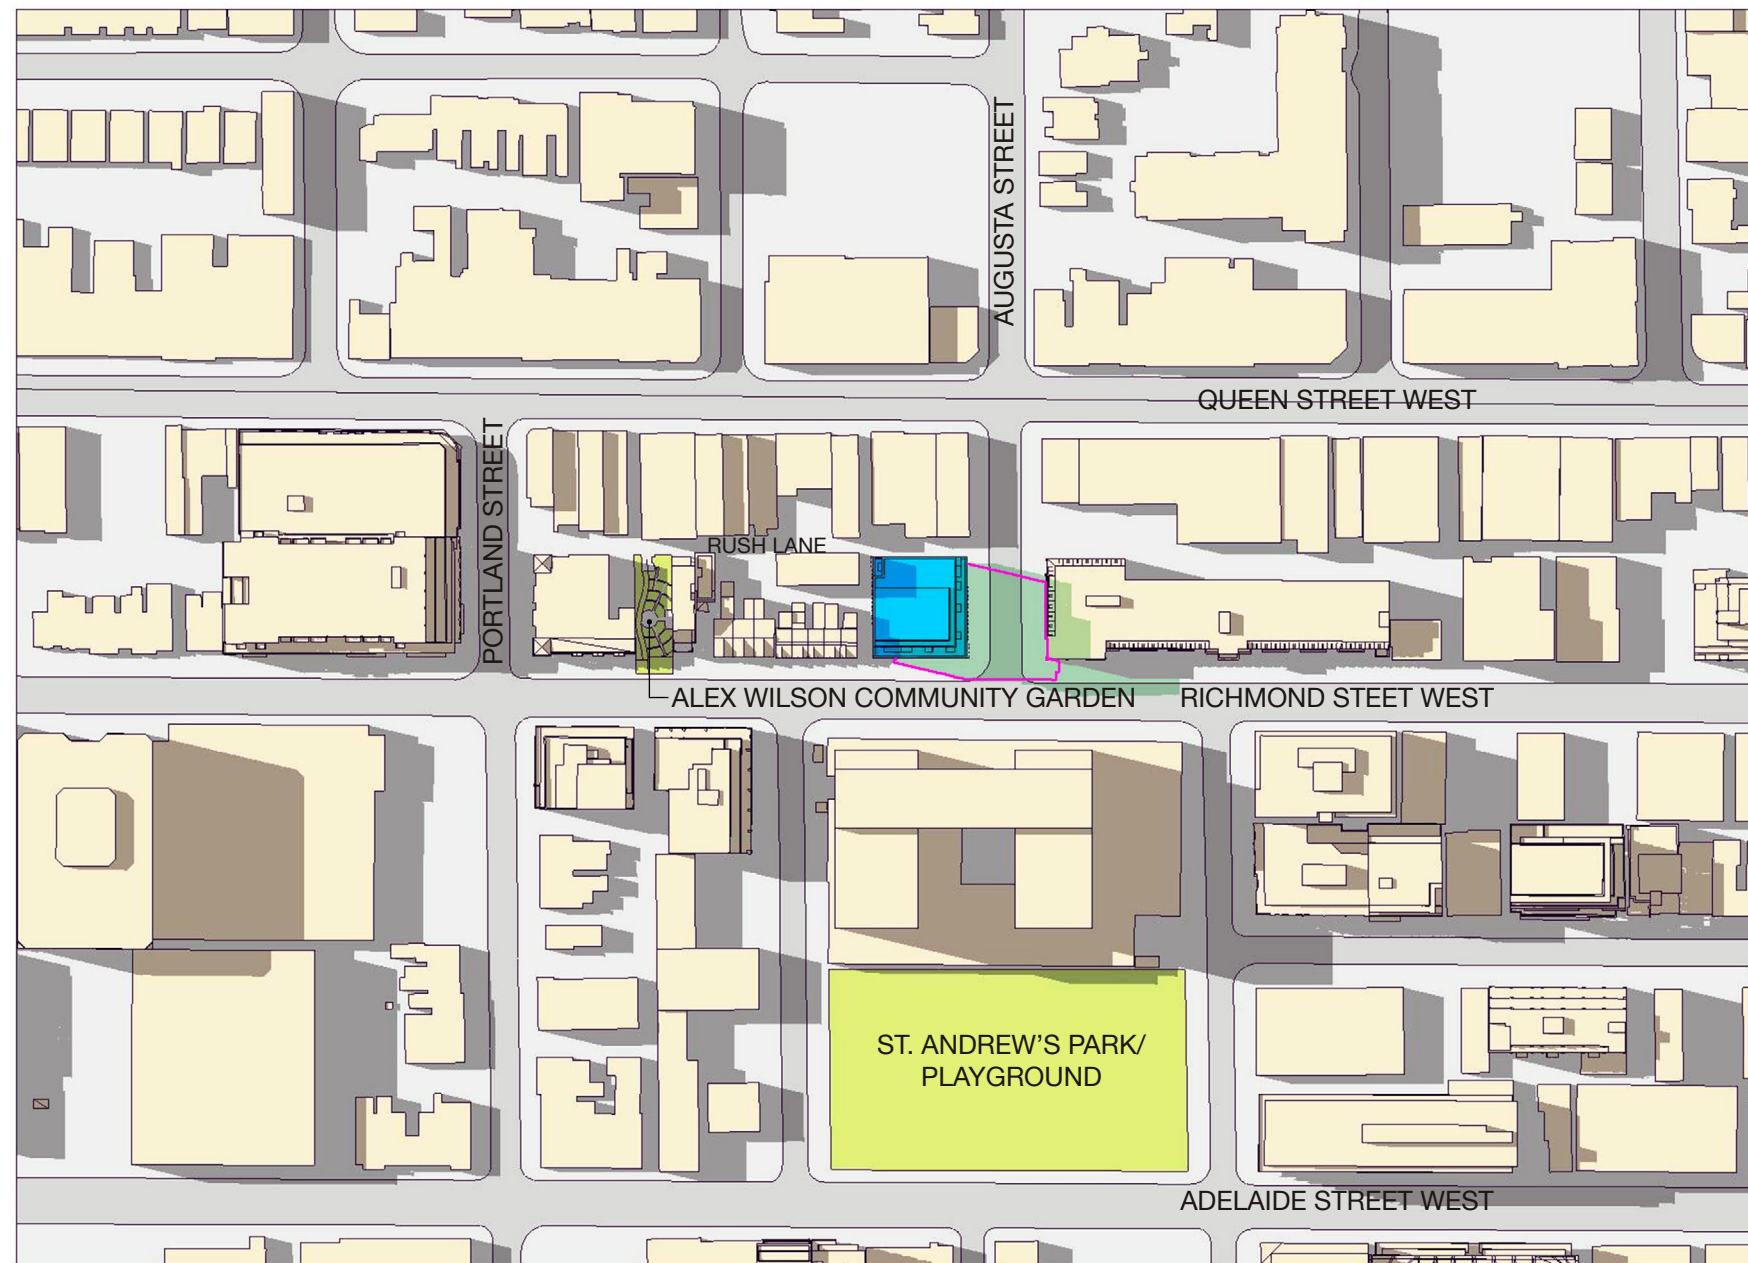 AUGUSTA STREET
QUEEN STREET WEST
PORTLAND STREET
RUSH LANE
ALEX WILSON COMMUNITY GARDEN
RICHMOND STEET WEST
ST. ANDREW'S PARK/
PLAYGROUND
ADELAIDE STREET WEST